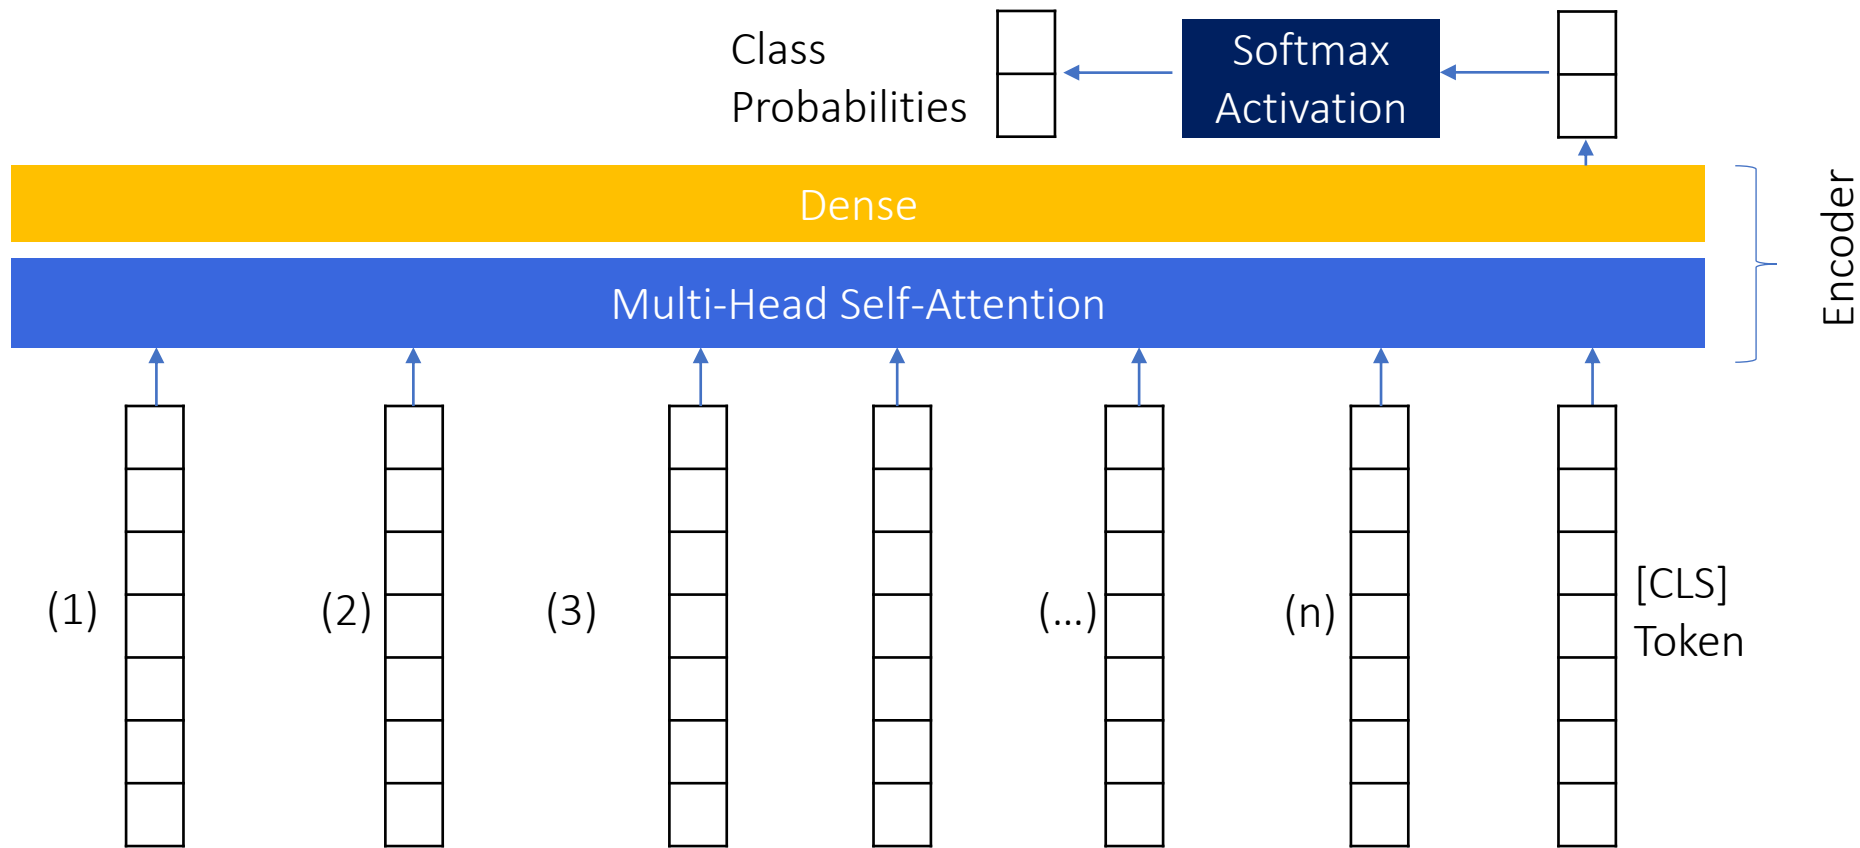 Class
Probabilities
Softmax
Activation
Dense
Multi-Head Self-Attention
Encoder
(1)
(2)
(3)
(...)
(n)
[CLS]
Token